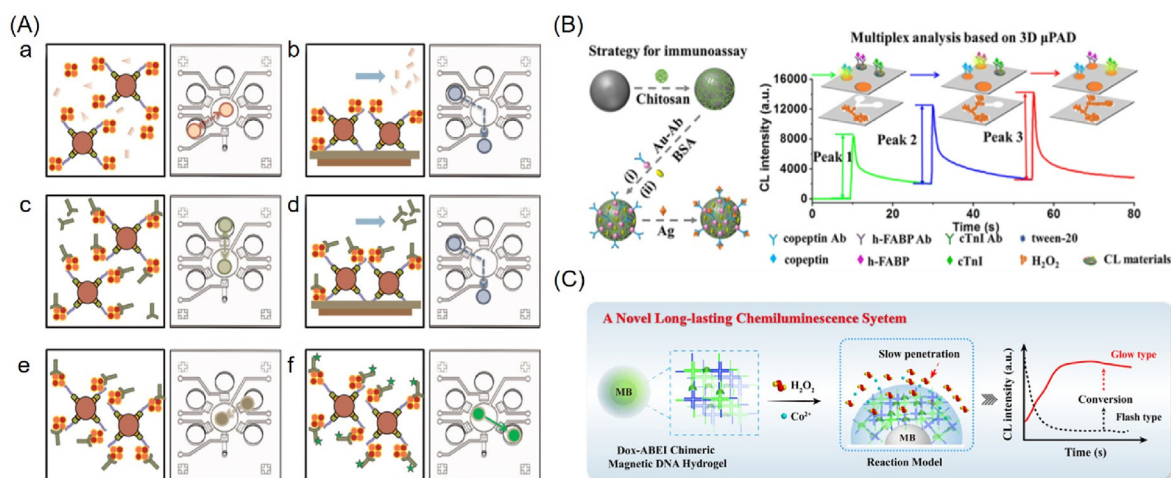 (A)
a
b
c
d
e
f
(B)
Strategy for immunoassay
Chitosan
Au-Ab
BSA
(i)
(ii)
Ag
Multiplex analysis based on 3D μPAD
CL intensity (a.u.)
16000
12000
8000
4000
0
Peak 1
Peak 2
Peak 3
0 20 40 60 80
Time (s)
copeptin Ab h-FABP Ab cTnI Ab tween-20
copeptin h-FABP cTnI H2O2 CL materials
(C)
A Novel Long-lasting Chemiluminescence System
MB
Dox-ABEI Chimeric
Magnetic DNA Hydrogel
H2O2
Co2+
Slow penetration
MB
Reaction Model
CL intensity (a.u.)
Glow type
Conversion
Flash type
Time (s)